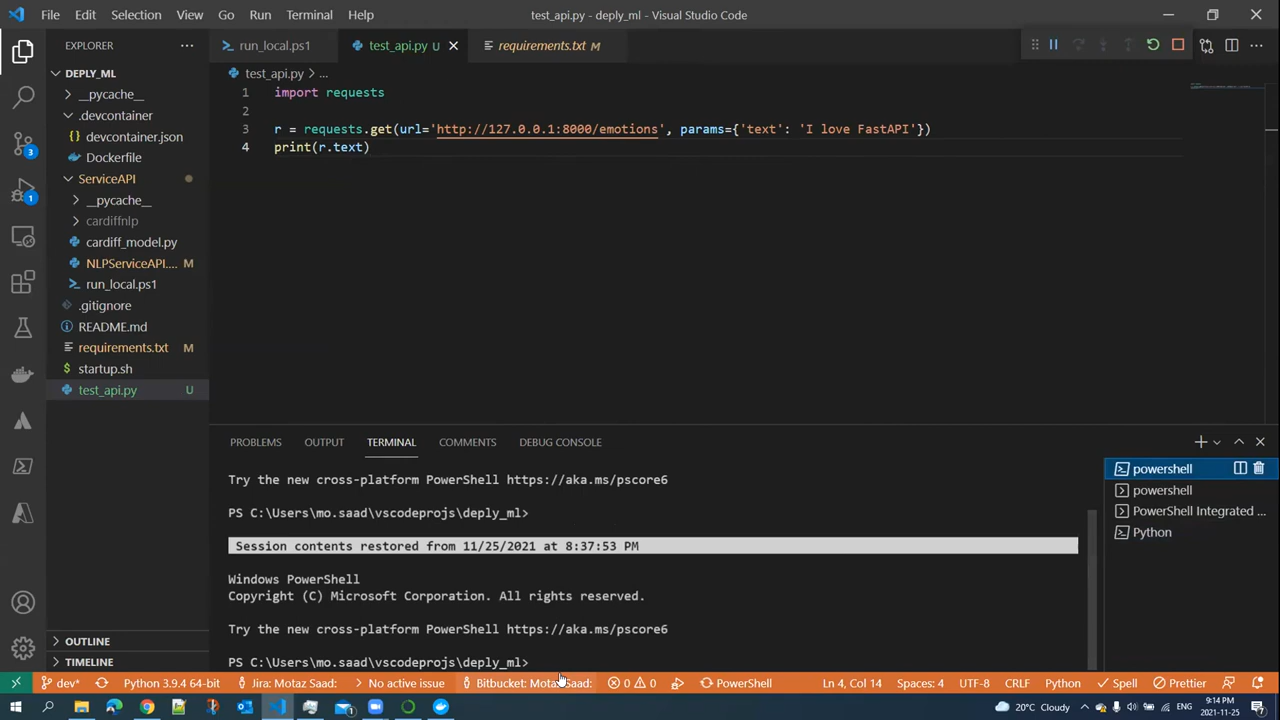 File Edit Selection View Go Run Terminal Help
test_api.py - deply_ml - Visual Studio Code
EXPLORER
DEPLY_ML
__pycache__
.devcontainer
devcontainer.json
Dockerfile
ServiceAPI
__pycache__
cardiffnlp
cardiff_model.py
NLPServiceAPI.... M
run_local.ps1
.gitignore
README.md
requirements.txt M
startup.sh
test_api.py U
OUTLINE
TIMELINE
3
1
run_local.ps1 test_api.py U requirements.txt M
test_api.py > ...
1 import requests
2
3 r = requests.get(url='http://127.0.0.1:8000/emotions', params={'text': 'I love FastAPI'})
4 print(r.text)
PROBLEMS OUTPUT TERMINAL COMMENTS DEBUG CONSOLE
Try the new cross-platform PowerShell https://aka.ms/pscore6
PS C:\Users\mo.saad\vscodeprojs\deply_ml>
Session contents restored from 11/25/2021 at 8:37:53 PM
Windows PowerShell
Copyright (C) Microsoft Corporation. All rights reserved.
Try the new cross-platform PowerShell https://aka.ms/pscore6
PS C:\Users\mo.saad\vscodeprojs\deply_ml>
powershell
powershell
PowerShell Integrated ...
Python
dev* Python 3.9.4 64-bit Jira: Motaz Saad: No active issue Bitbucket: Motaz Saad: 0 0 PowerShell Ln 4, Col 14 Spaces: 4 UTF-8 CRLF Python Spell Prettier
20°C Cloudy ENG 9:14 PM
2021-11-25